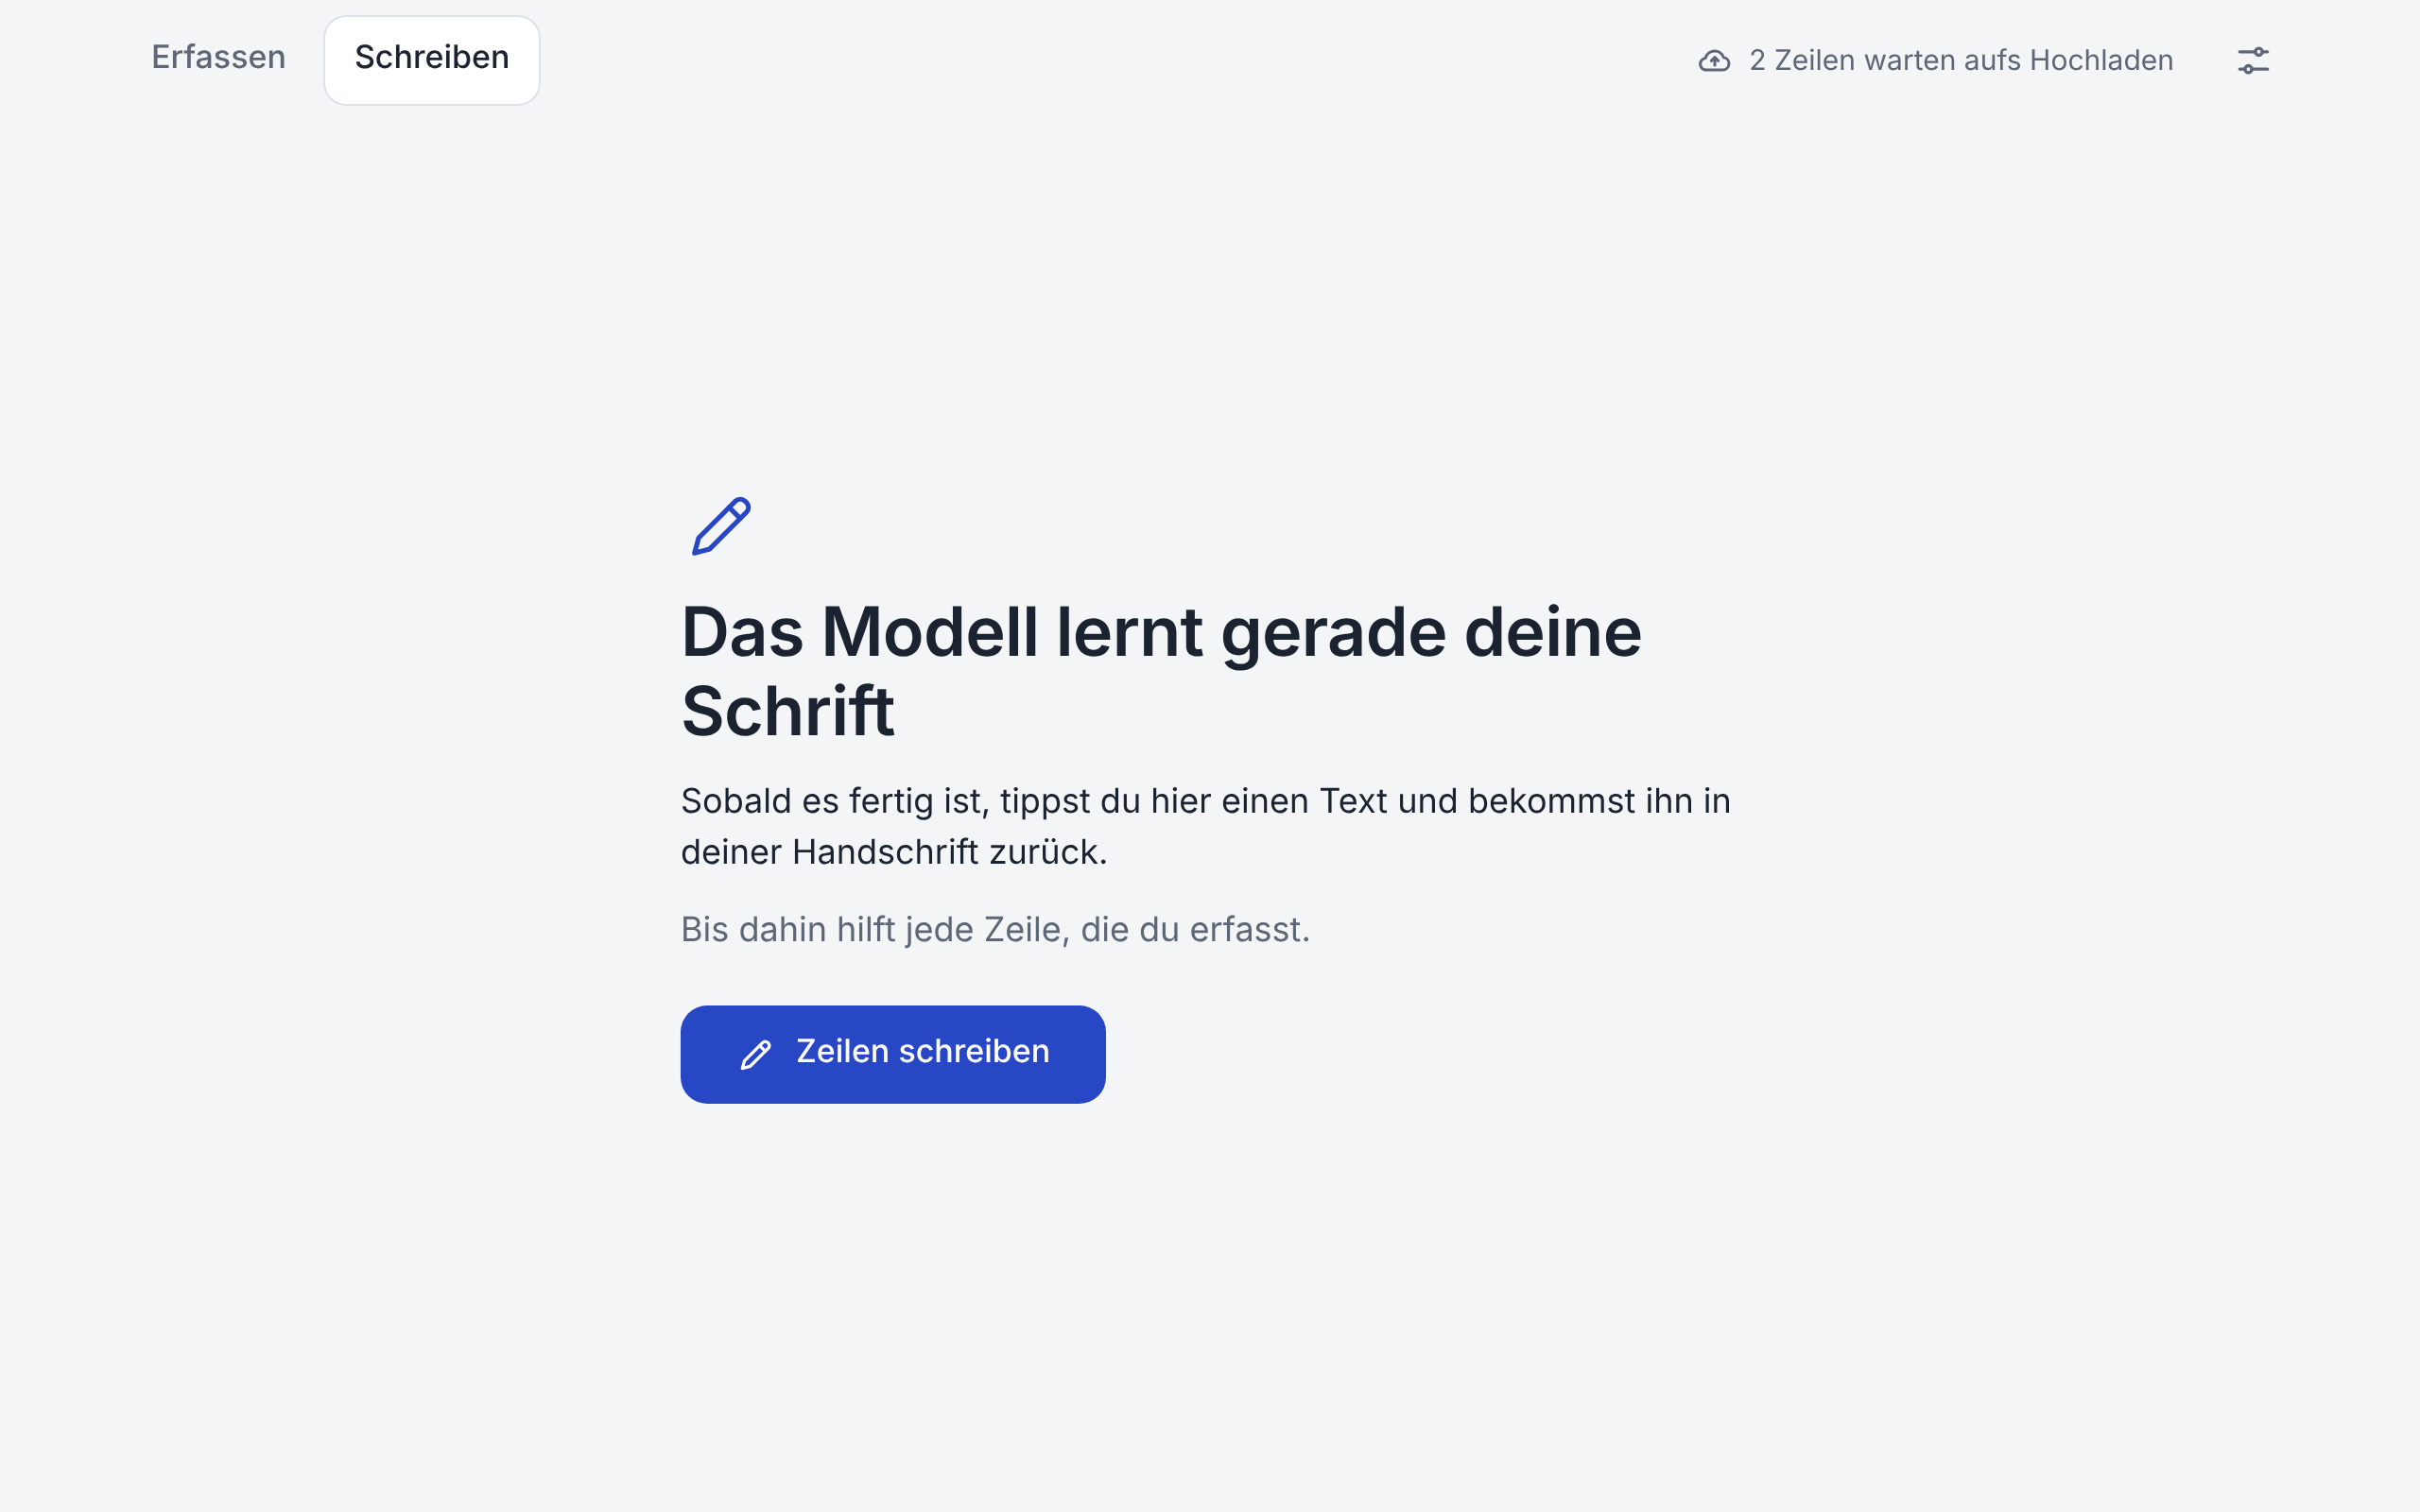 Erfassen
Schreiben
2 Zeilen warten aufs Hochladen
Das Modell lernt gerade deine
Schrift
Sobald es fertig ist, tippst du hier einen Text und bekommst ihn in
deiner Handschrift zurück.
Bis dahin hilft jede Zeile, die du erfasst.
Zeilen schreiben